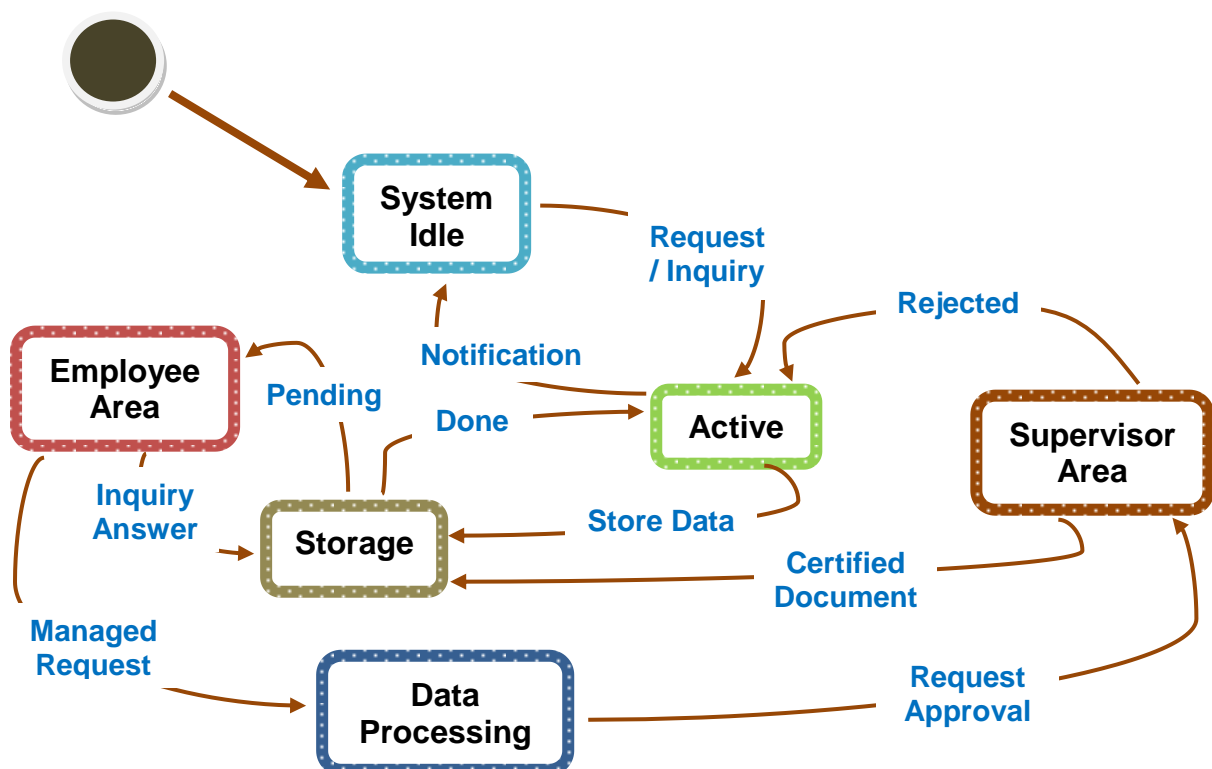 System
Idle
Request
/ Inquiry
Rejected
Notification
Employee
Area
Pending
Done
Active
Supervisor
Area
Inquiry
Answer
Storage
Store Data
Certified
Document
Managed
Request
Data
Processing
Request
Approval